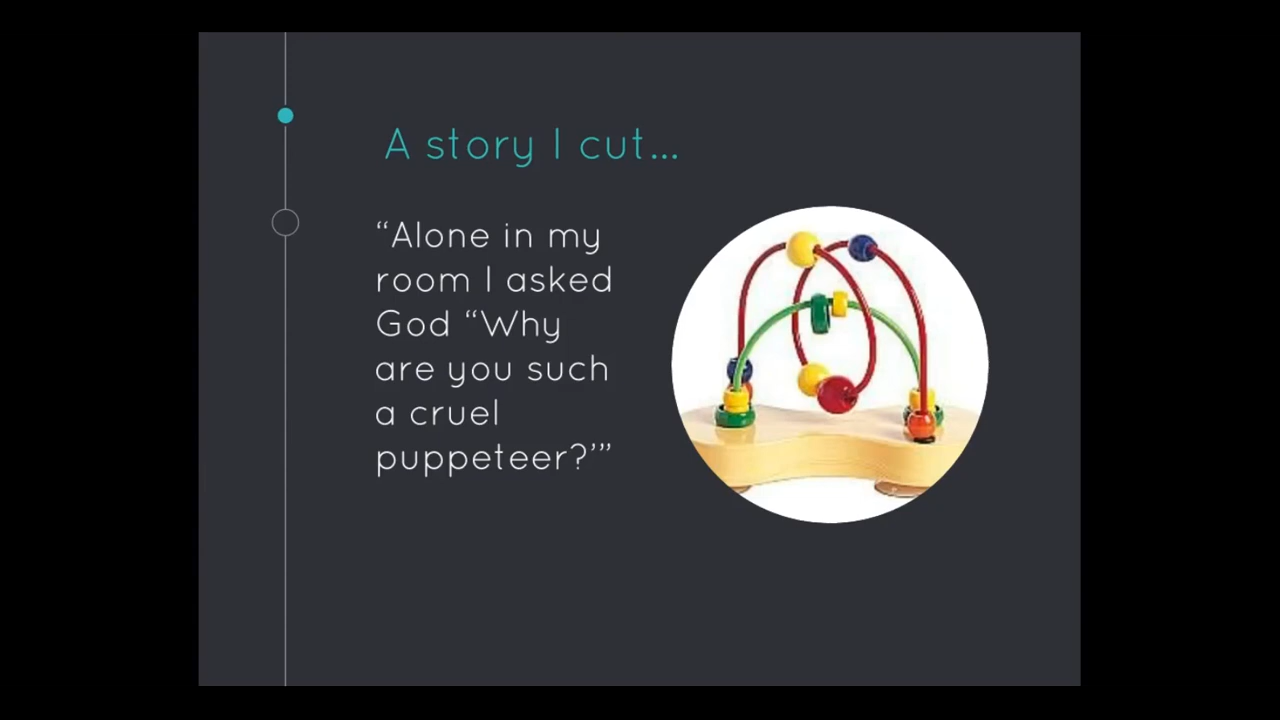 A story I cut...
“Alone in my
room I asked
God “Why
are you such
a cruel
puppeteer?’”